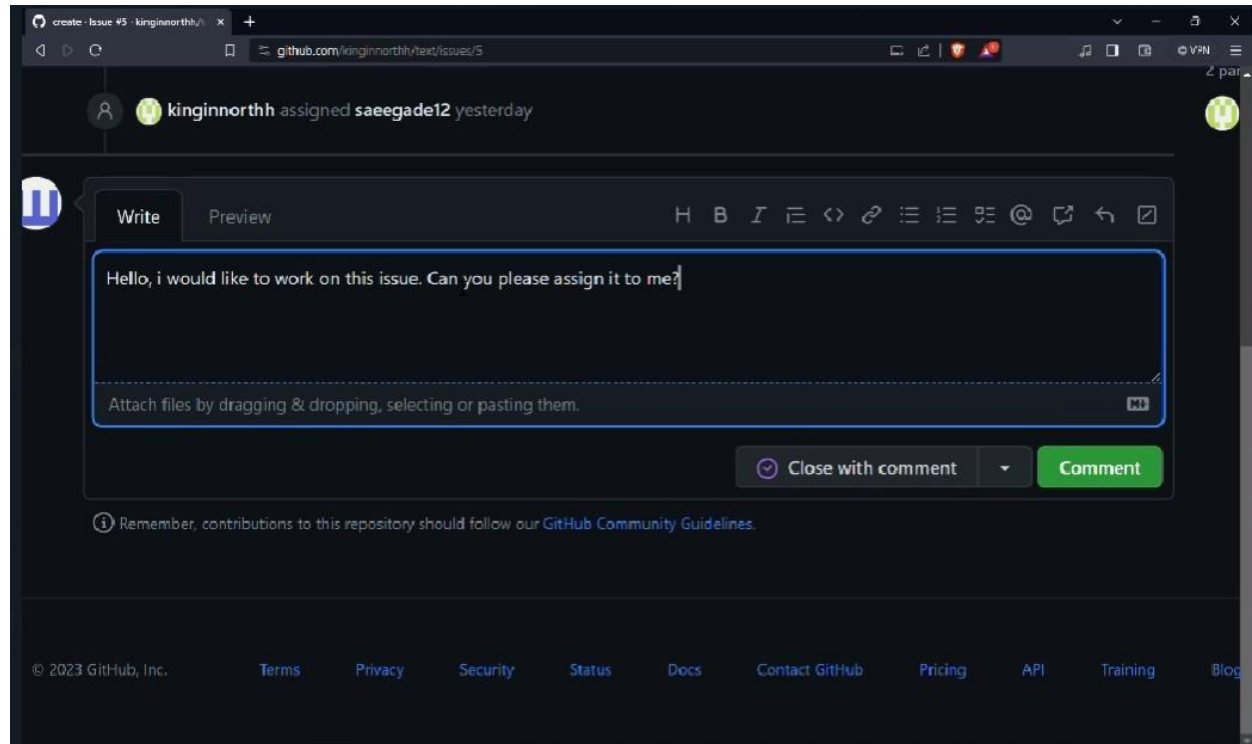 create · Issue #5 · kinginnorthh/t
github.com/kinginnorthh/text/issues/5
VPN
2 par
kinginnorthh assigned saeegade12 yesterday
Write Preview
H B I
Hello, i would like to work on this issue. Can you please assign it to me?
Attach files by dragging & dropping, selecting or pasting them.
Close with comment Comment
Remember, contributions to this repository should follow our GitHub Community Guidelines.
© 2023 GitHub, Inc. Terms Privacy Security Status Docs Contact GitHub Pricing API Training Blog